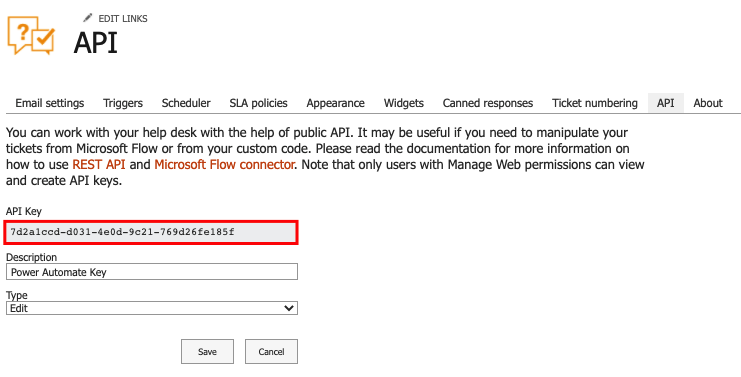 EDIT LINKS
API
Email settings Triggers Scheduler SLA policies Appearance Widgets Canned responses Ticket numbering API About
You can work with your help desk with the help of public API. It may be useful if you need to manipulate your
tickets from Microsoft Flow or from your custom code. Please read the documentation for more information on
how to use REST API and Microsoft Flow connector. Note that only users with Manage Web permissions can view
and create API keys.
API Key
7d2a1ccd-d031-4e0d-9c21-769d26fe185f
Description
Power Automate Key
Type
Edit
Save Cancel